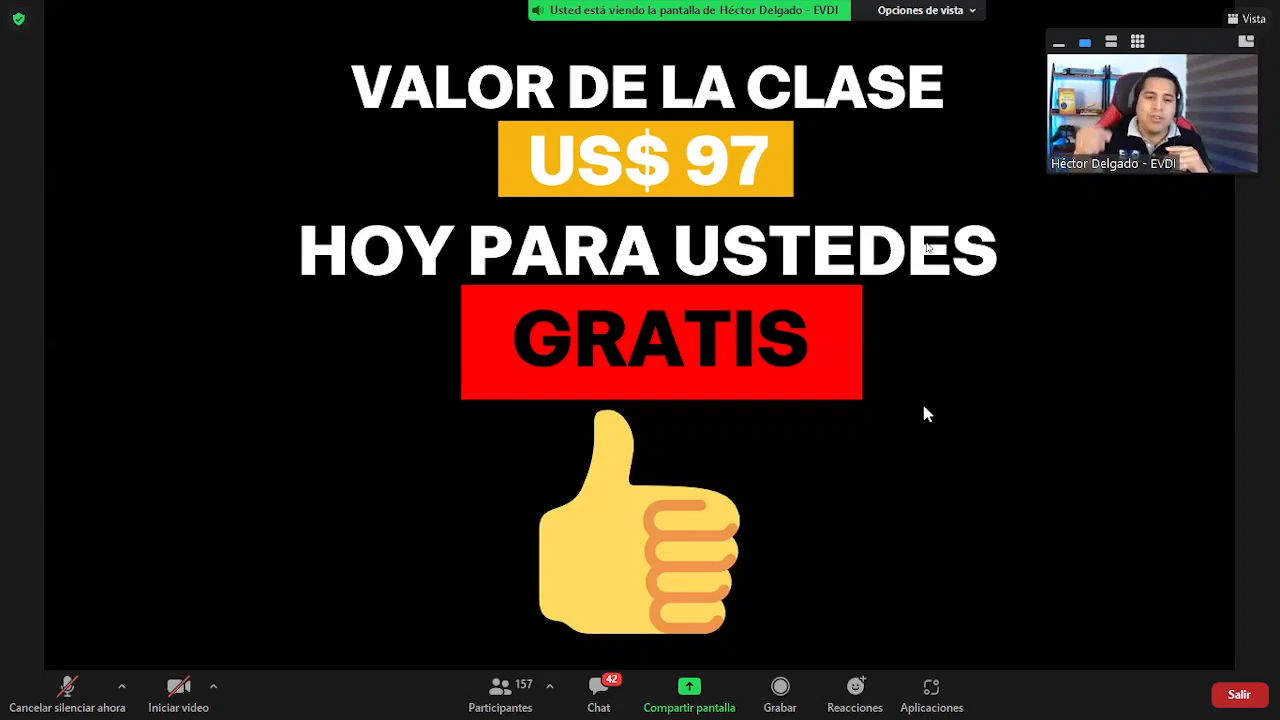 Usted está viendo la pantalla de Héctor Delgado - EVDI
Opciones de vista
Vista
VALOR DE LA CLASE
US$ 97
HOY PARA USTEDES
GRATIS
Héctor Delgado - EVDI
157
42
Cancelar silenciar ahora
Iniciar video
Participantes
Chat
Compartir pantalla
Grabar
Reacciones
Aplicaciones
Salir